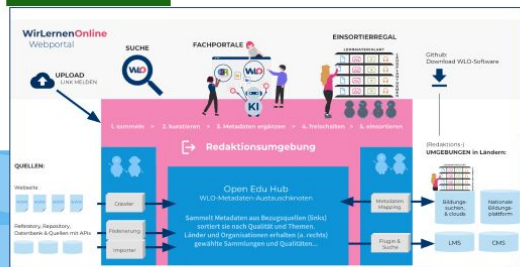 WirLernenOnline
Webportal
SUCHE
FACHPORTALE
EINSORTIERREGAL
LERNMATERIALART
Github:
Download WLO-Software
UPLOAD
LINK MELDEN
WLO
WLO
KI
1. sammeln > 2. kuratieren > 3. Metadaten ergänzen > 4. freischalten > 5. einsortieren
Redaktionsumgebung
(Redaktions-)
UMGEBUNGEN in Ländern:
QUELLEN:
Webseite
Open Edu Hub
WLO-Metadaten-Austauschknoten
Crawler
Metadaten
Mapping
Bildungs-
suchen,
& clouds
Nationale
Bildungs-
plattform
Sammelt Metadaten aus Bezugsquellen (links)
sortiert sie nach Qualität und Themen.
Länder und Organisationen erhalten (a. rechts)
gewählte Sammlungen und Qualitäten...
Referatory, Repository,
Datenbank & Quellen mit APIs
Föderierung
Importer
Plugin &
Suche
LMS
CMS